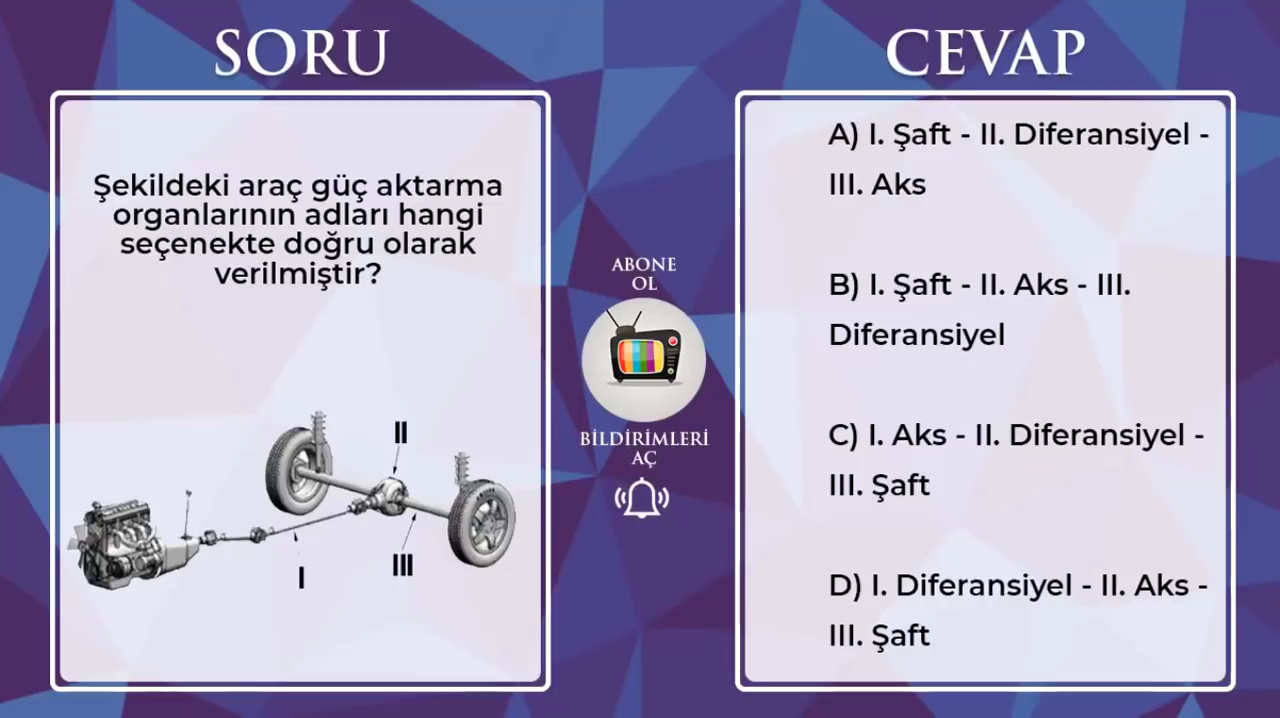 SORU
Şekildeki araç güç aktarma
organlarının adları hangi
seçenekte doğru olarak
verilmiştir?
II
I
III
ABONE
OL
BİLDİRİMLERİ
AÇ
CEVAP
A) I. Şaft - II. Diferansiyel -
III. Aks
B) I. Şaft - II. Aks - III.
Diferansiyel
C) I. Aks - II. Diferansiyel -
III. Şaft
D) I. Diferansiyel - II. Aks -
III. Şaft